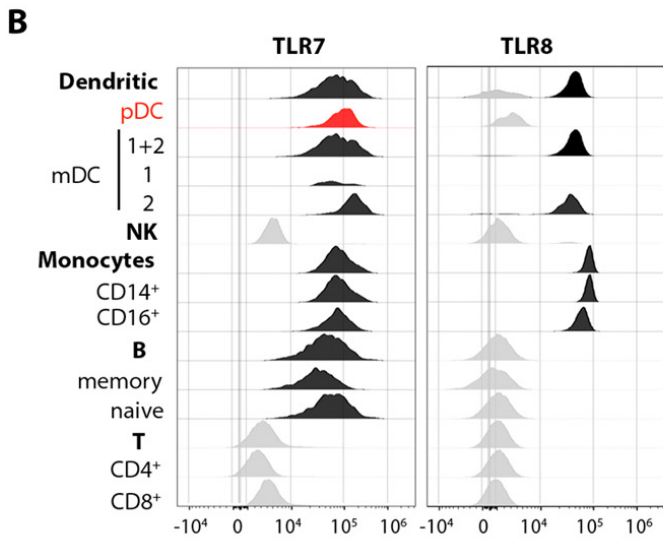 B
TLR7 TLR8
Dendritic
pDC
1+2
mDC 1
2
NK
Monocytes
CD14⁺
CD16⁺
B
memory
naive
T
CD4⁺
CD8⁺
-10⁴ 0 10⁴ 10⁵ 10⁶ -10⁴ 0 10⁴ 10⁵ 10⁶